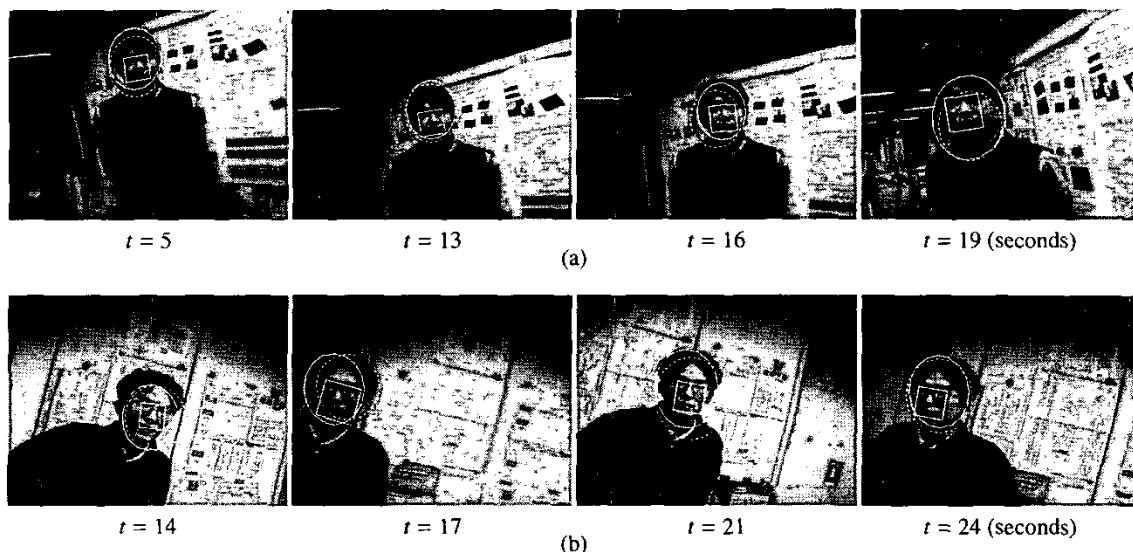 t = 5 t = 13 t = 16 t = 19 (seconds)
(a)
t = 14 t = 17 t = 21 t = 24 (seconds)
(b)